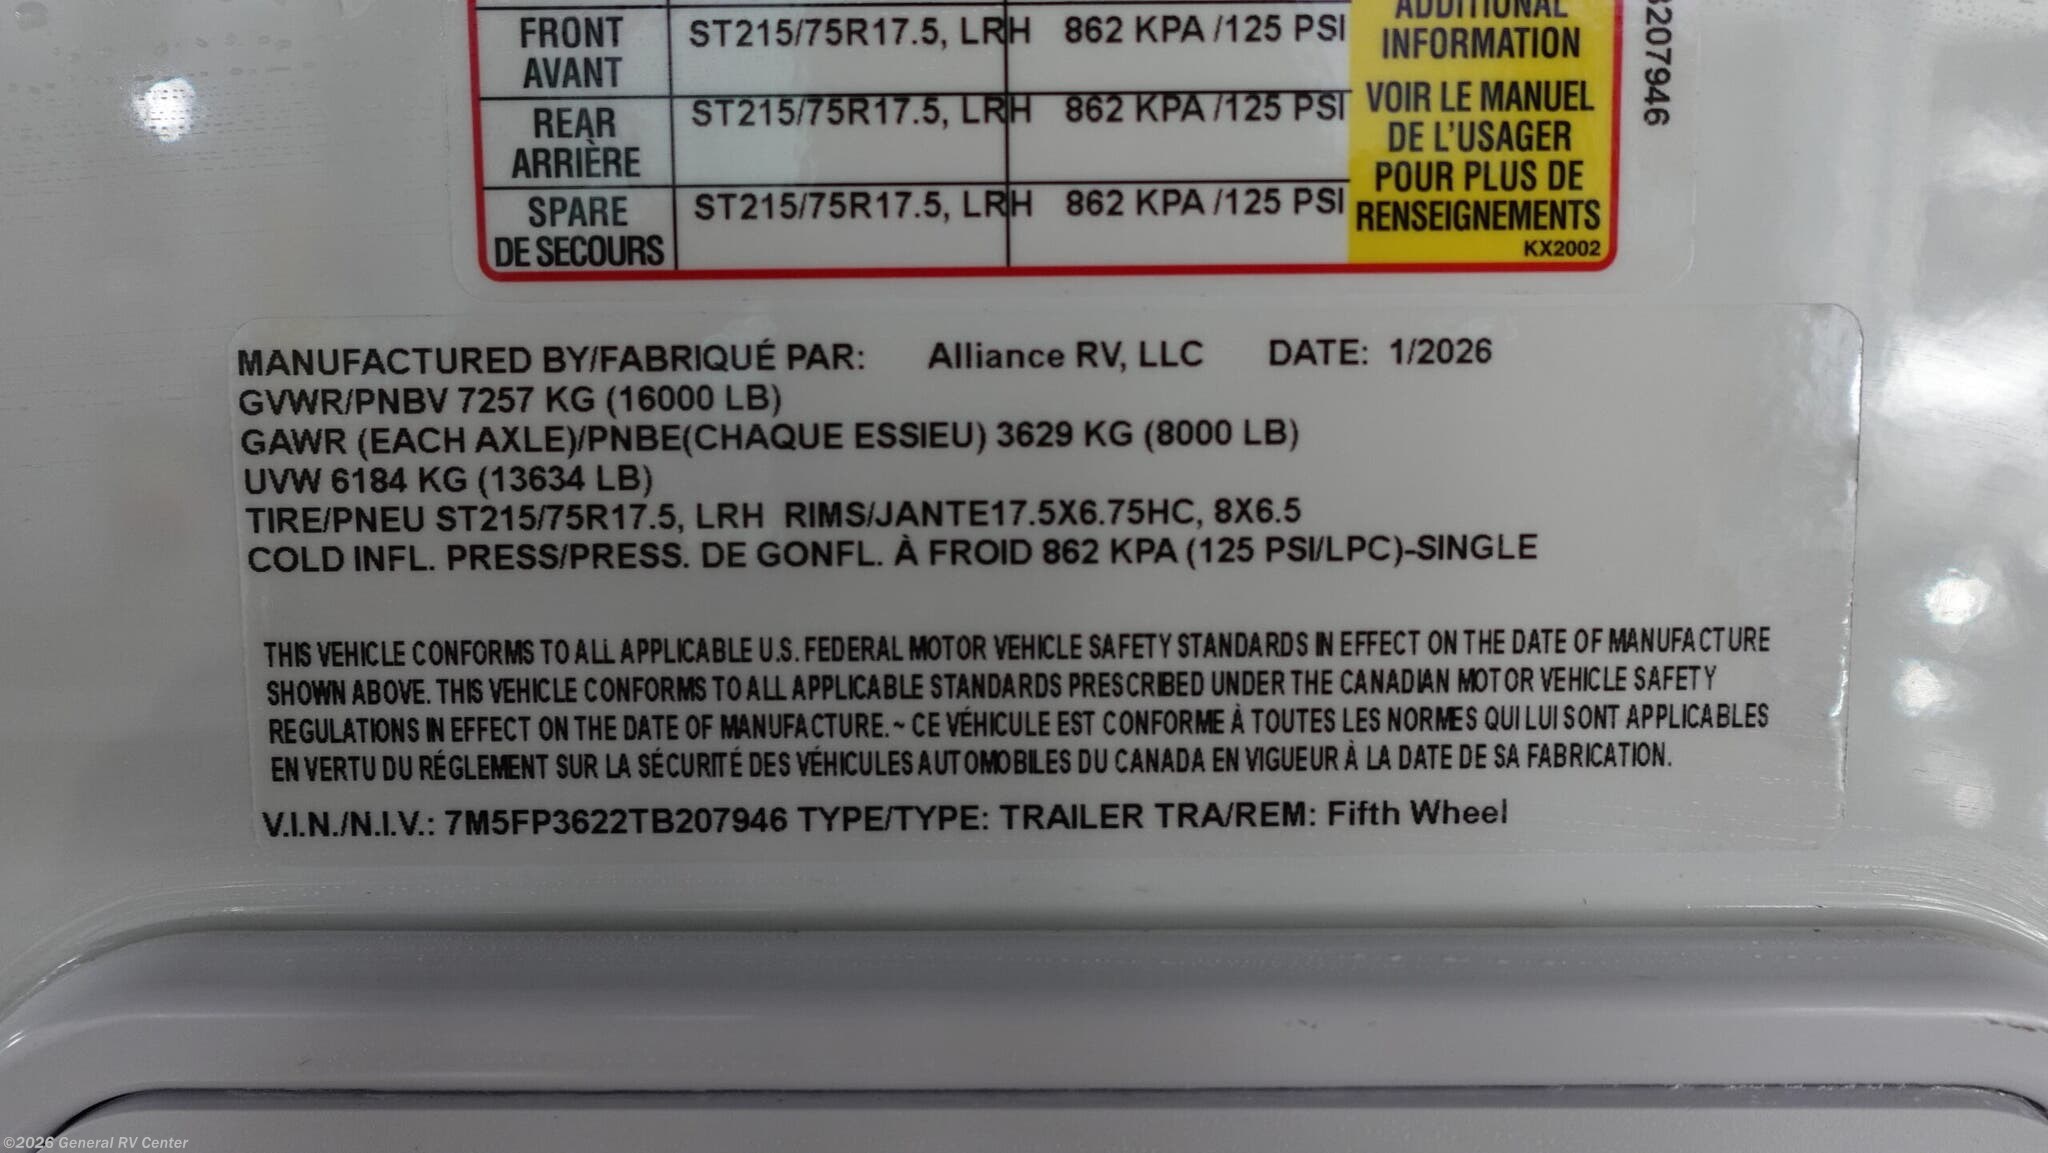 FRONT
AVANT
ST215/75R17.5, LRH 862 KPA /125 PSI
REAR
ARRIÈRE
ST215/75R17.5, LRH 862 KPA /125 PSI
SPARE
DE SECOURS
ST215/75R17.5, LRH 862 KPA /125 PSI
ADDITIONAL
INFORMATION
VOIR LE MANUEL
DE L'USAGER
POUR PLUS DE
RENSEIGNEMENTS
KX2002
207946
MANUFACTURED BY/FABRIQUÉ PAR: Alliance RV, LLC DATE: 1/2026
GVWR/PNBV 7257 KG (16000 LB)
GAWR (EACH AXLE)/PNBE(CHAQUE ESSIEU) 3629 KG (8000 LB)
UVW 6184 KG (13634 LB)
TIRE/PNEU ST215/75R17.5, LRH RIMS/JANTE17.5X6.75HC, 8X6.5
COLD INFL. PRESS/PRESS. DE GONFL. À FROID 862 KPA (125 PSI/LPC)-SINGLE
THIS VEHICLE CONFORMS TO ALL APPLICABLE U.S. FEDERAL MOTOR VEHICLE SAFETY STANDARDS IN EFFECT ON THE DATE OF MANUFACTURE
SHOWN ABOVE. THIS VEHICLE CONFORMS TO ALL APPLICABLE STANDARDS PRESCRIBED UNDER THE CANADIAN MOTOR VEHICLE SAFETY
REGULATIONS IN EFFECT ON THE DATE OF MANUFACTURE. ~ CE VÉHICULE EST CONFORME À TOUTES LES NORMES QUI LUI SONT APPLICABLES
EN VERTU DU RÉGLEMENT SUR LA SÉCURITÉ DES VÉHICULES AUTOMOBILES DU CANADA EN VIGUEUR À LA DATE DE SA FABRICATION.
V.I.N./N.I.V.: 7M5FP3622TB207946 TYPE/TYPE: TRAILER TRA/REM: Fifth Wheel
©2026 General RV Center